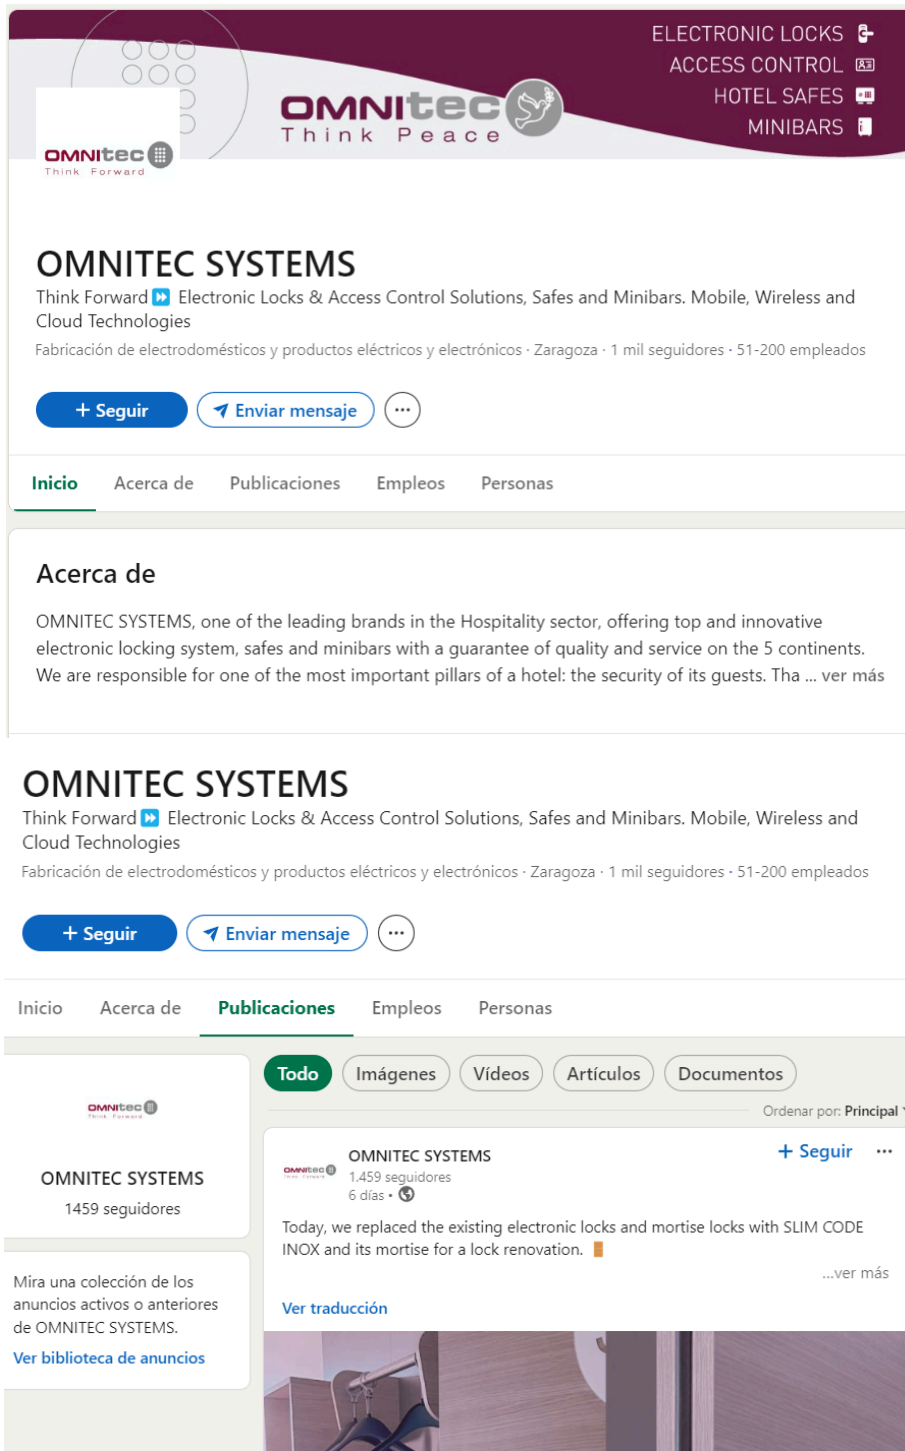 ELECTRONIC LOCKS
ACCESS CONTROL
HOTEL SAFES
MINIBARS
OMNITEC
Think Peace
OMNITEC
Think Forward
OMNITEC SYSTEMS
Think Forward ⏩ Electronic Locks & Access Control Solutions, Safes and Minibars. Mobile, Wireless and
Cloud Technologies
Fabricación de electrodomésticos y productos eléctricos y electrónicos · Zaragoza · 1 mil seguidores · 51-200 empleados
+ Seguir
Enviar mensaje
···
Inicio
Acerca de
Publicaciones
Empleos
Personas
Acerca de
OMNITEC SYSTEMS, one of the leading brands in the Hospitality sector, offering top and innovative
electronic locking system, safes and minibars with a guarantee of quality and service on the 5 continents.
We are responsible for one of the most important pillars of a hotel: the security of its guests. Tha ... ver más
OMNITEC SYSTEMS
Think Forward ⏩ Electronic Locks & Access Control Solutions, Safes and Minibars. Mobile, Wireless and
Cloud Technologies
Fabricación de electrodomésticos y productos eléctricos y electrónicos · Zaragoza · 1 mil seguidores · 51-200 empleados
+ Seguir
Enviar mensaje
···
Inicio
Acerca de
Publicaciones
Empleos
Personas
OMNITEC
Think Forward
OMNITEC SYSTEMS
1459 seguidores
Mira una colección de los
anuncios activos o anteriores
de OMNITEC SYSTEMS.
Ver biblioteca de anuncios
Todo
Imágenes
Vídeos
Artículos
Documentos
Ordenar por: Principal
OMNITEC
Think Forward
OMNITEC SYSTEMS
1.459 seguidores
6 días •
+ Seguir
···
Today, we replaced the existing electronic locks and mortise locks with SLIM CODE
INOX and its mortise for a lock renovation. 🚪
...ver más
Ver traducción